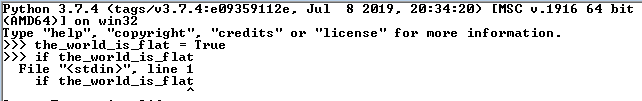 Python 3.7.4 (tags/v3.7.4:e09359112e, Jul  8 2019, 20:34:20) [MSC v.1916 64 bit
(AMD64)] on win32
Type "help", "copyright", "credits" or "license" for more information.
>>> the_world_is_flat = True
>>> if the_world_is_flat
  File "<stdin>", line 1
    if the_world_is_flat
                       ^